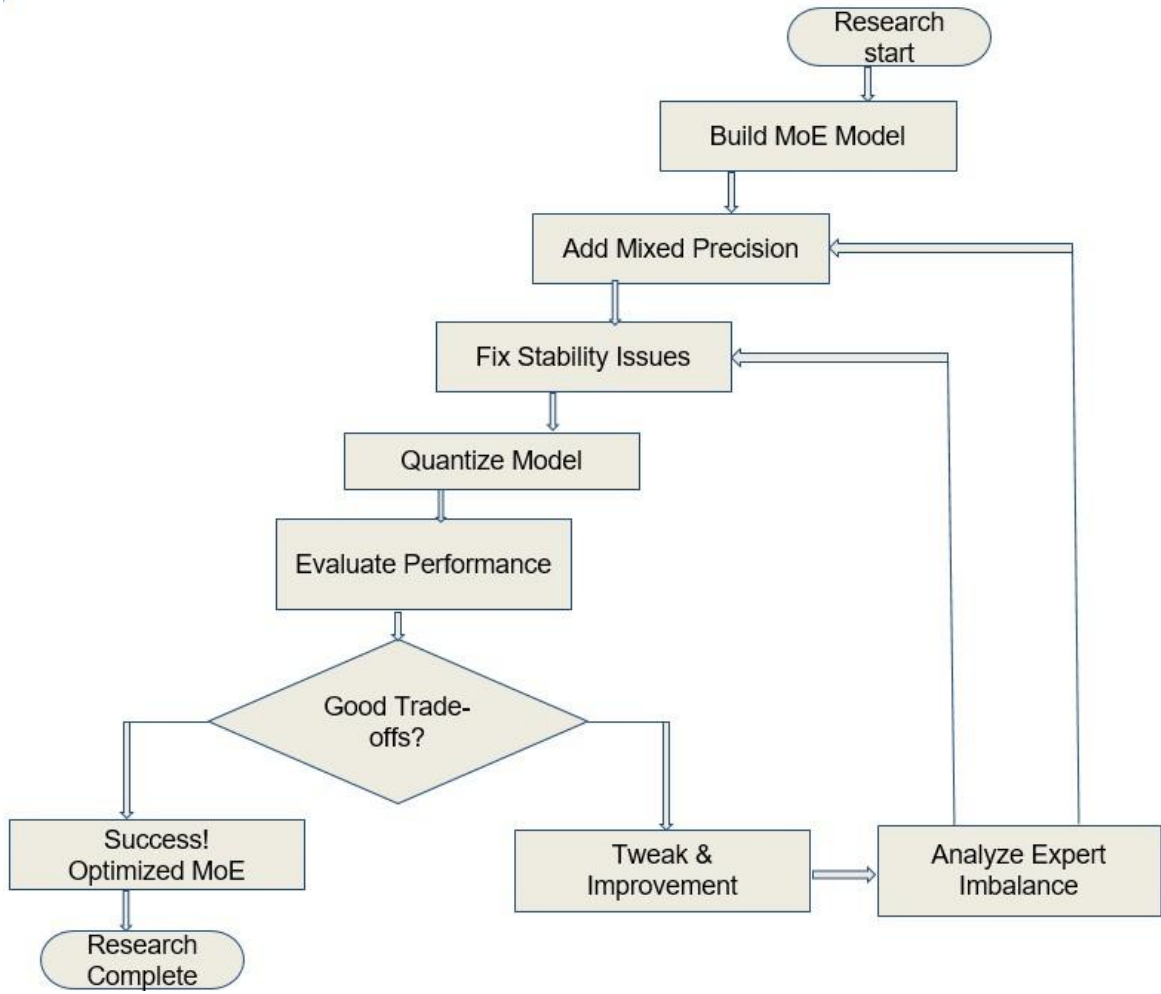 Research
start
Build MoE Model
Add Mixed Precision
Fix Stability Issues
Quantize Model
Evaluate Performance
Good Trade-
offs?
Success!
Optimized MoE
Tweak &
Improvement
Analyze Expert
Imbalance
Research
Complete